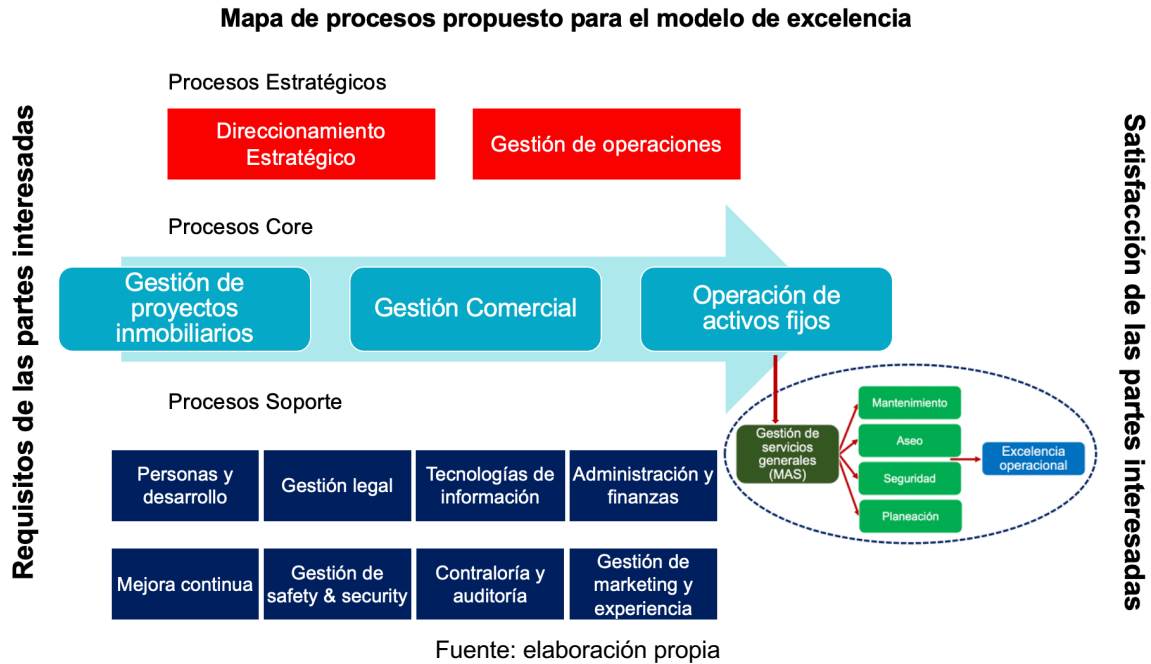 Mapa de procesos propuesto para el modelo de excelencia
Requisitos de las partes interesadas
Procesos Estratégicos
Direccionamiento
Estratégico
Gestión de operaciones
Procesos Core
Gestión de
proyectos
inmobiliarios
Gestión Comercial
Operación de
activos fijos
Procesos Soporte
Personas y
desarrollo
Gestión legal
Tecnologías de
información
Administración y
finanzas
Mejora continua
Gestión de
safety & security
Contraloría y
auditoría
Gestión de
marketing y
experiencia
Gestión de
servicios
generales
(MAS)
Mantenimiento
Aseo
Seguridad
Planeación
Excelencia
operacional
Satisfacción de las partes interesadas
Fuente: elaboración propia